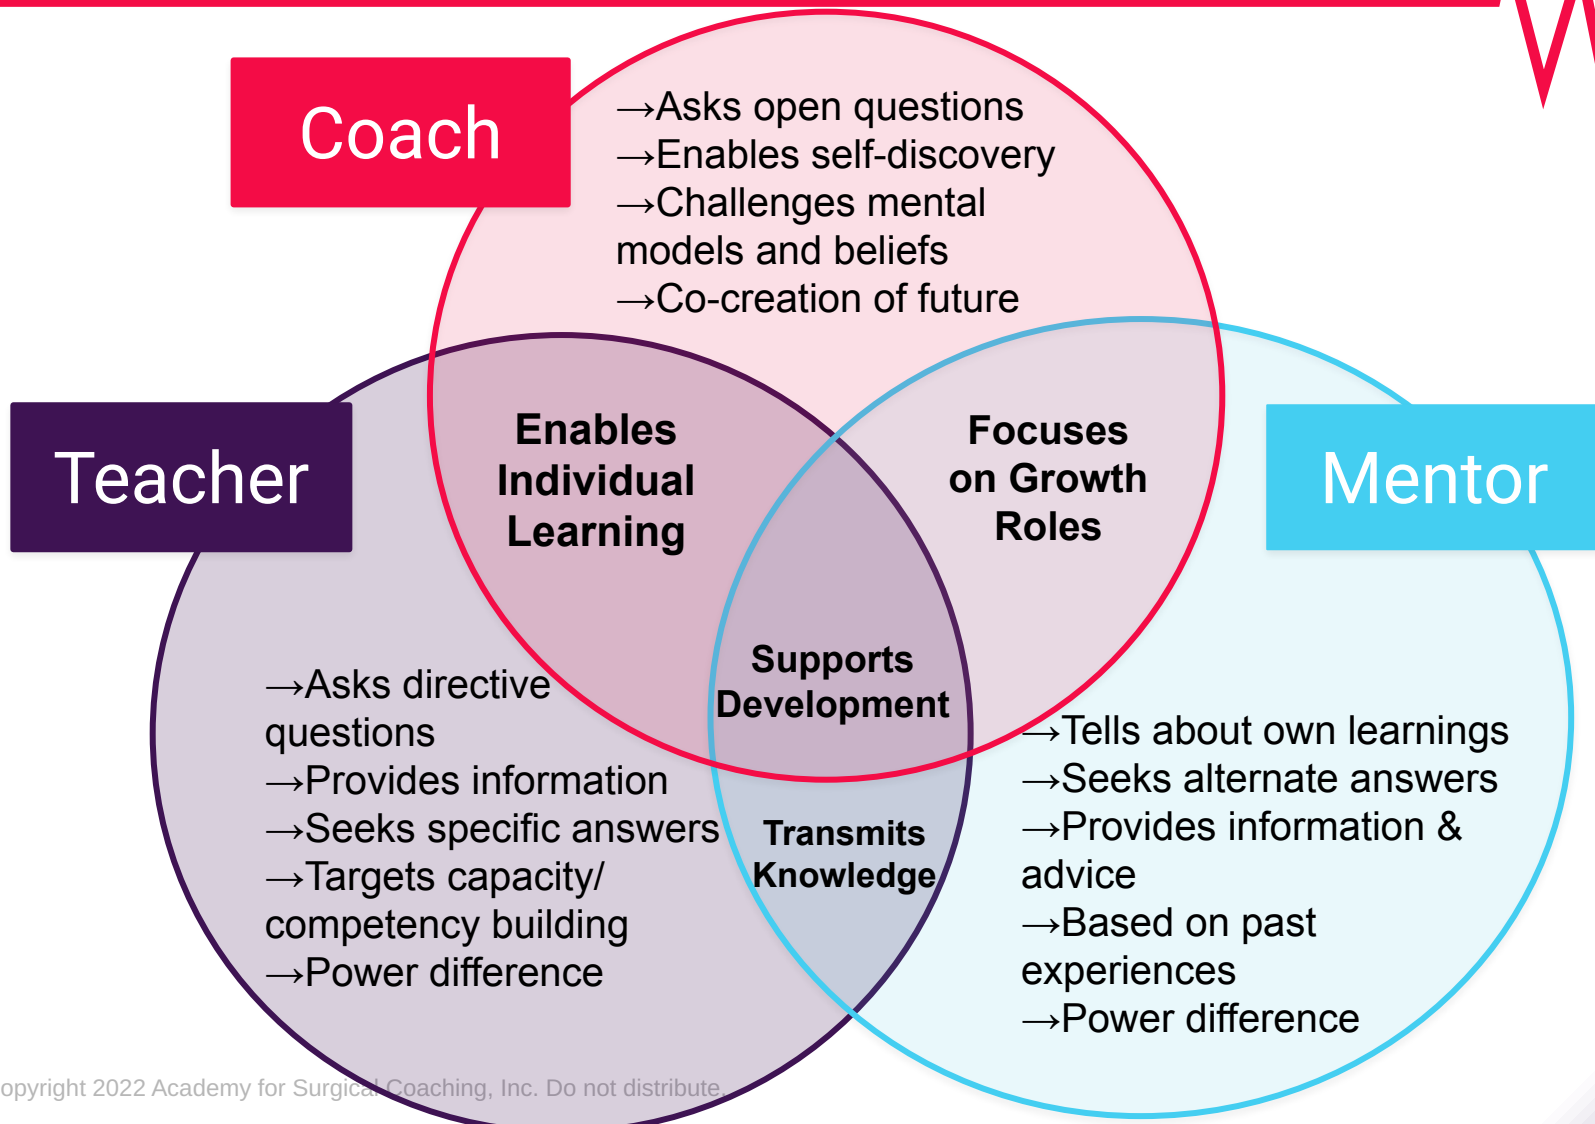 Coach
→Asks open questions
→Enables self-discovery
→Challenges mental
models and beliefs
→Co-creation of future
Teacher
Enables
Individual
Learning
Focuses
on Growth
Roles
Mentor
Supports
Development
→Asks directive
questions
→Provides information
→Seeks specific answers
→Targets capacity/
competency building
→Power difference
Transmits
Knowledge
→Tells about own learnings
→Seeks alternate answers
→Provides information &
advice
→Based on past
experiences
→Power difference
opyright 2022 Academy for Surgical Coaching, Inc. Do not distribute.